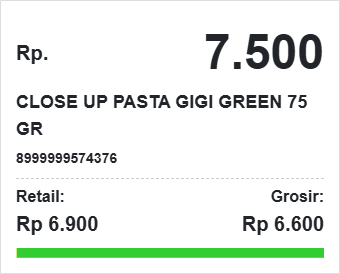 Rp. 7.500
CLOSE UP PASTA GIGI GREEN 75
GR
8999999574376
Retail: Grosir:
Rp 6.900 Rp 6.600